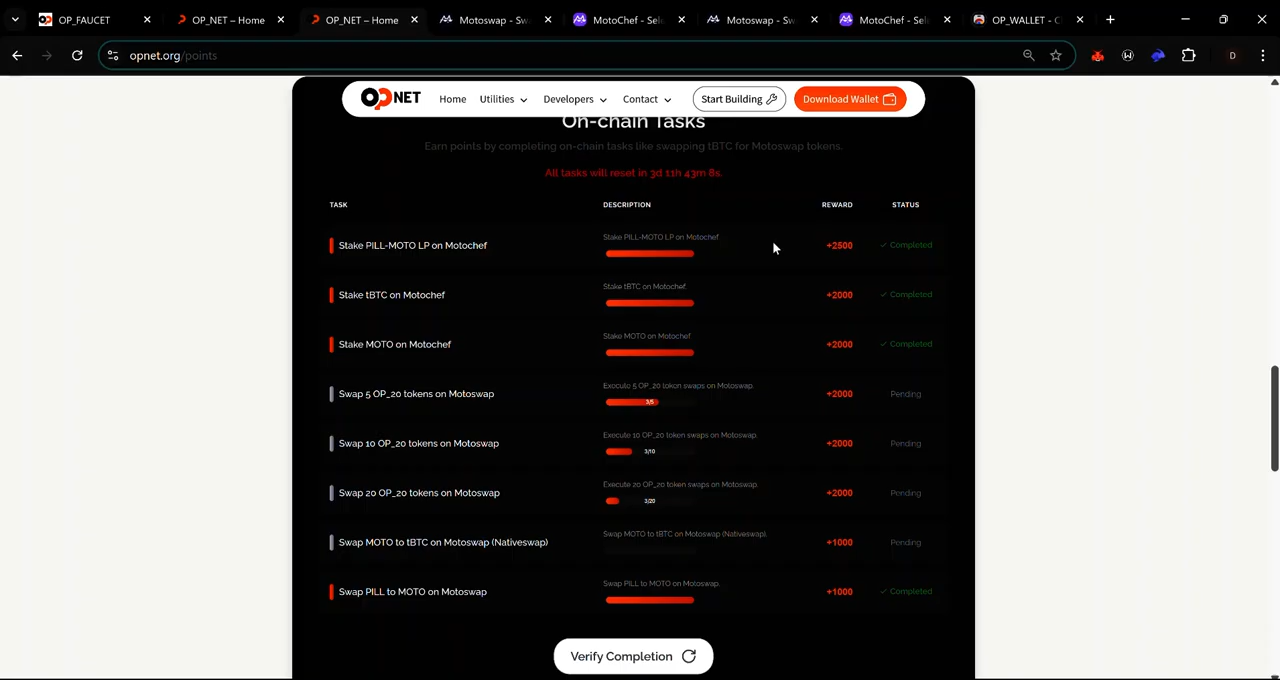 OP_FAUCET
OP_NET – Home
OP_NET – Home
Motoswap - Sw
MotoChef - Sel
Motoswap - Sw
MotoChef - Sel
OP_WALLET - C
opnet.org/points
D
OPNET
Home
Utilities
Developers
Contact
Start Building
Download Wallet
On-chain Tasks
Earn points by completing on-chain tasks like swapping tBTC for Motoswap tokens.
All tasks will reset in 3d 11h 43m 8s.
TASK DESCRIPTION REWARD STATUS
Stake PILL-MOTO LP on Motochef Stake PILL-MOTO LP on Motochef +2500 ✓ Completed
Stake tBTC on Motochef Stake tBTC on Motochef. +2000 ✓ Completed
Stake MOTO on Motochef Stake MOTO on Motochef +2000 ✓ Completed
Swap 5 OP_20 tokens on Motoswap Execute 5 OP_20 token swaps on Motoswap. +2000 Pending
3/5
Swap 10 OP_20 tokens on Motoswap Execute 10 OP_20 token swaps on Motoswap. +2000 Pending
3/10
Swap 20 OP_20 tokens on Motoswap Execute 20 OP_20 token swaps on Motoswap. +2000 Pending
3/20
Swap MOTO to tBTC on Motoswap (Nativeswap) Swap MOTO to tBTC on Motoswap (Nativeswap). +1000 Pending
Swap PILL to MOTO on Motoswap Swap PILL to MOTO on Motoswap. +1000 ✓ Completed
Verify Completion